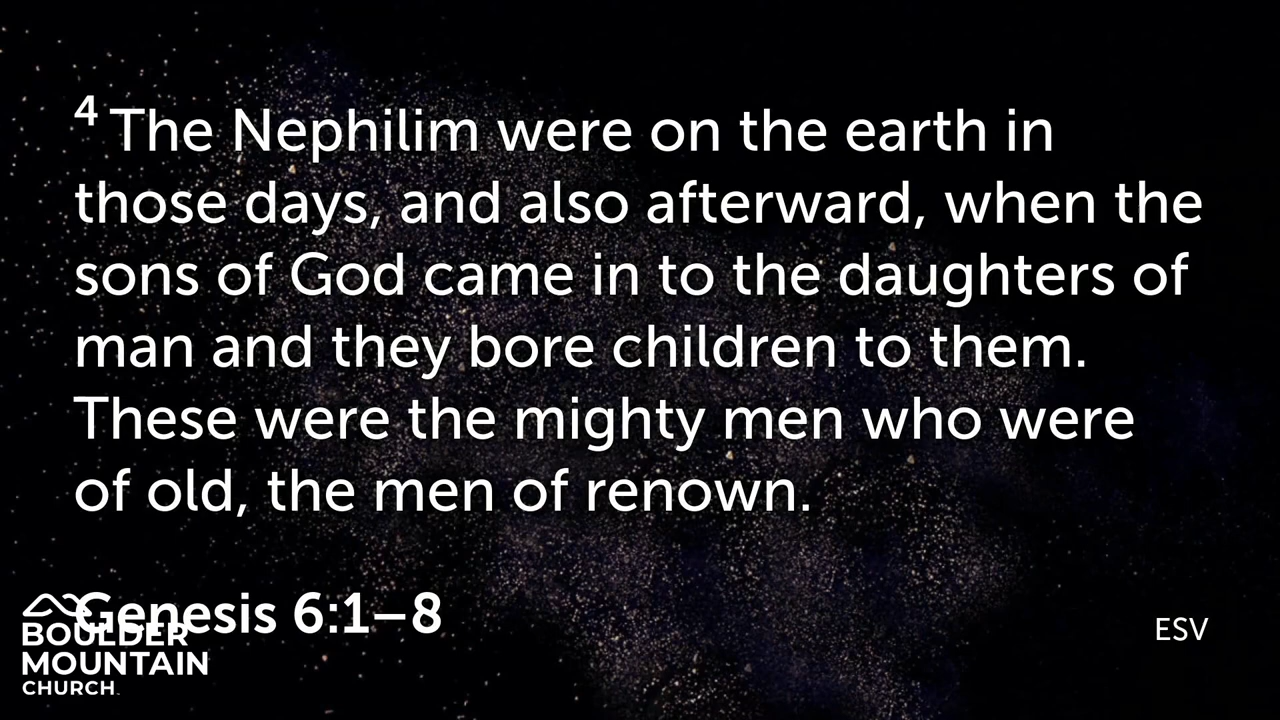 4 The Nephilim were on the earth in
those days, and also afterward, when the
sons of God came in to the daughters of
man and they bore children to them.
These were the mighty men who were
of old, the men of renown.
Genesis 6:1–8
ESV
BOULDER
MOUNTAIN
CHURCH